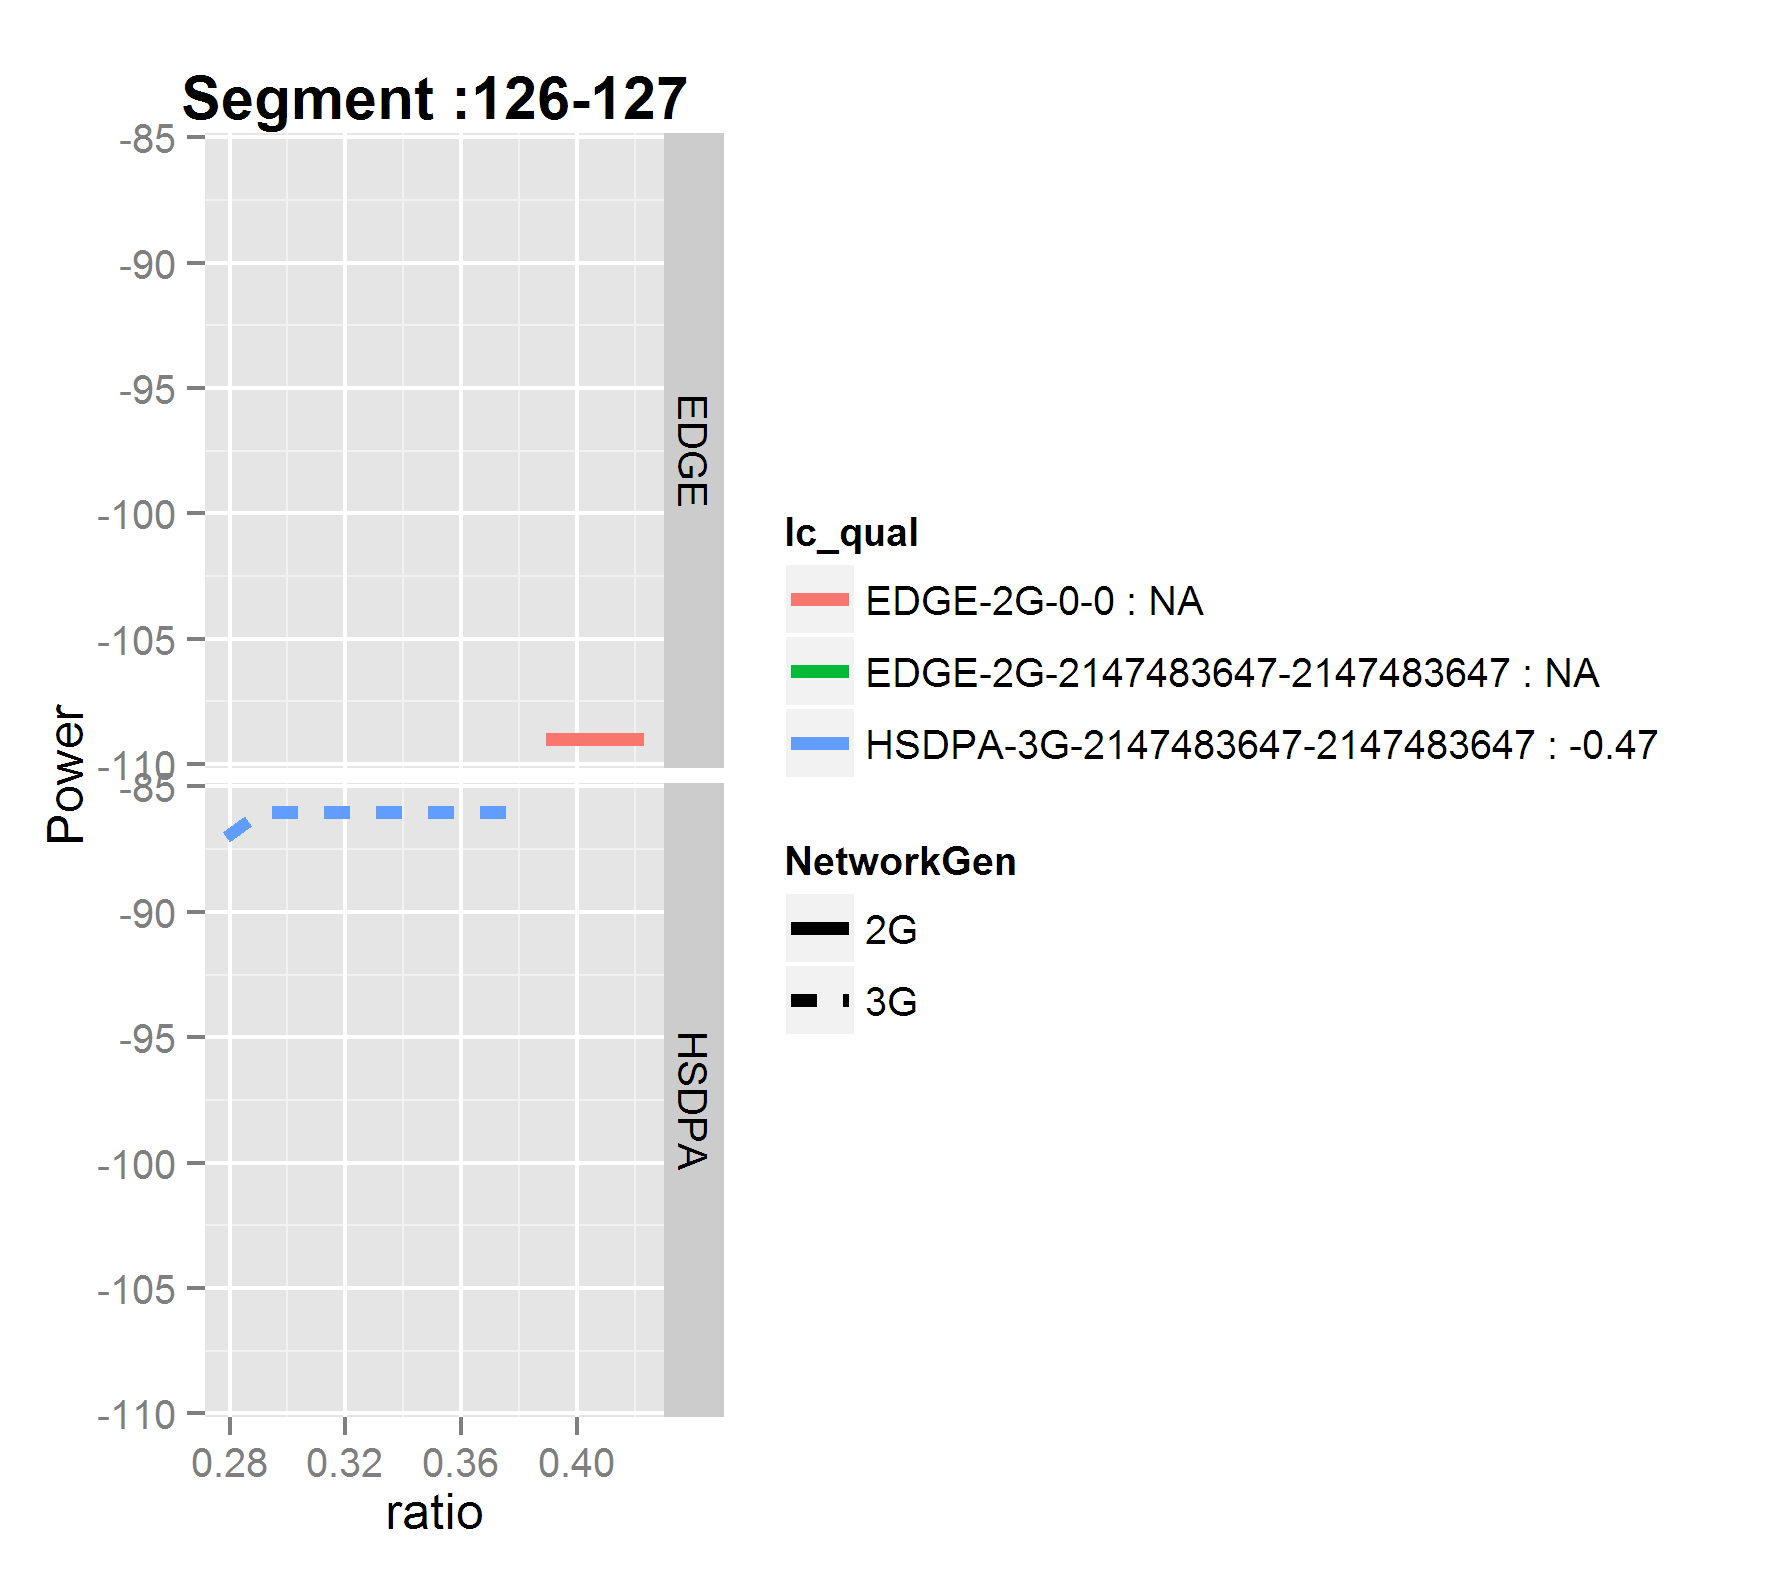 Segment :126-127
-85
-90
-95
-100
-105
-110
EDGE
-85
-90
-95
-100
-105
-110
HSDPA
Power
0.28 0.32 0.36 0.40
ratio
lc_qual
EDGE-2G-0-0 : NA
EDGE-2G-2147483647-2147483647 : NA
HSDPA-3G-2147483647-2147483647 : -0.47
NetworkGen
2G
3G